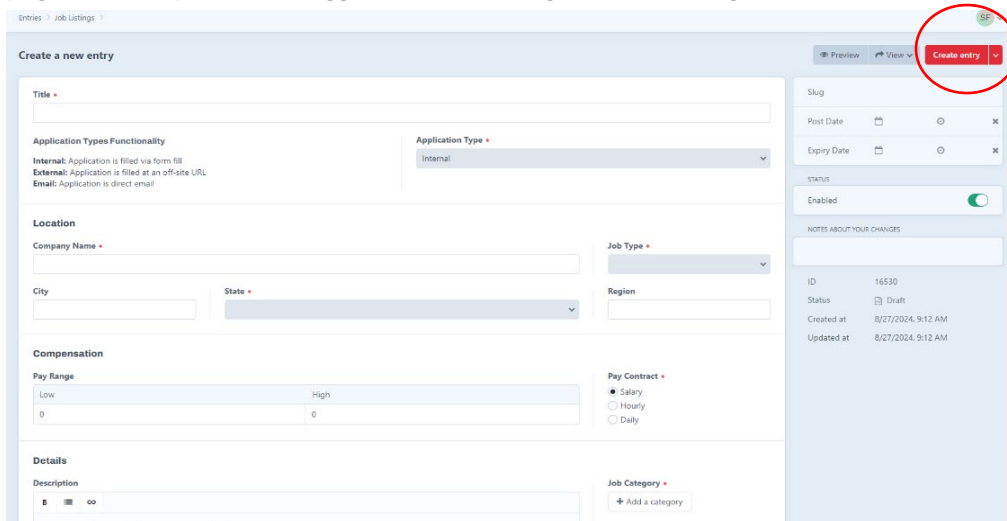 Entries > Job Listings >
SF
Create a new entry
Preview
View
Create entry
Title
Application Types Functionality
Internal: Application is filled via form fill
External: Application is filled at an off-site URL
Email: Application is direct email
Application Type
Internal
Location
Company Name
Job Type
City
State
Region
Compensation
Pay Range
Low High
0 0
Pay Contract
Salary
Hourly
Daily
Details
Description
B
Job Category
+ Add a category
Slug
Post Date
Expiry Date
STATUS
Enabled
NOTES ABOUT YOUR CHANGES
ID 16530
Status Draft
Created at 8/27/2024, 9:12 AM
Updated at 8/27/2024, 9:12 AM